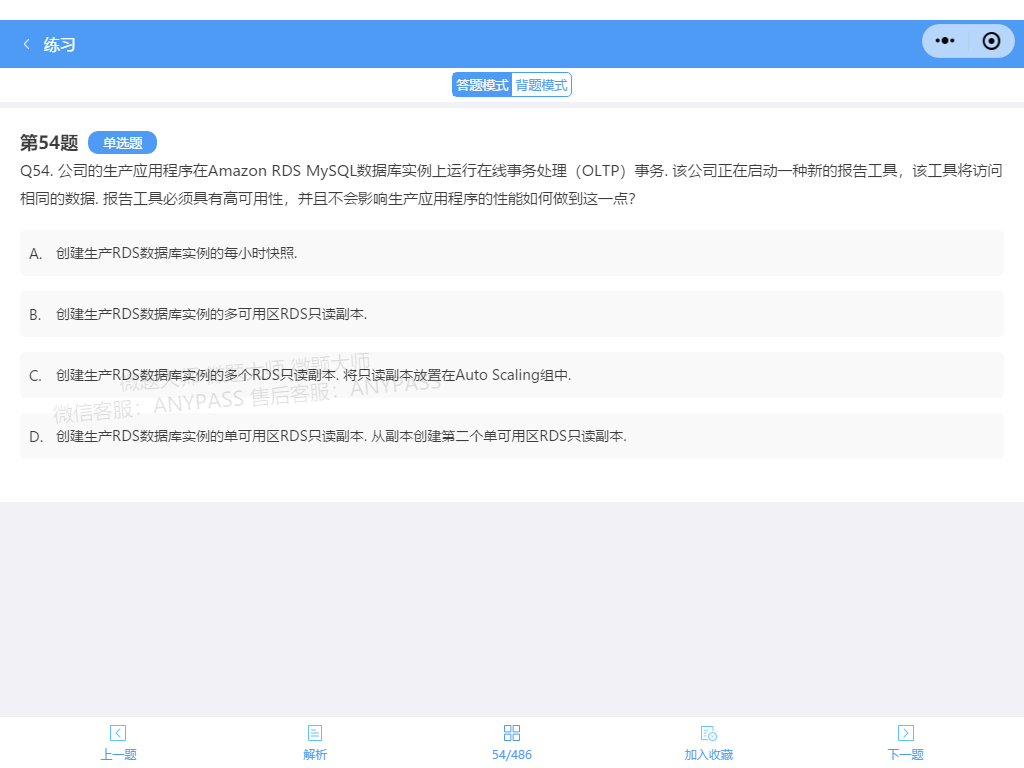 练习
答题模式 背题模式
第54题 单选题
Q54. 公司的生产应用程序在Amazon RDS MySQL数据库实例上运行在线事务处理（OLTP）事务. 该公司正在启动一种新的报告工具，该工具将访问
相同的数据. 报告工具必须具有高可用性，并且不会影响生产应用程序的性能如何做到这一点？
A. 创建生产RDS数据库实例的每小时快照.
B. 创建生产RDS数据库实例的多可用区RDS只读副本.
微题大师 微题大师 微题大师
C. 创建生产RDS数据库实例的多个RDS只读副本. 将只读副本放置在Auto Scaling组中.
微信客服：ANYPASS 售后客服：ANYPASS
D. 创建生产RDS数据库实例的单可用区RDS只读副本. 从副本创建第二个单可用区RDS只读副本.
上一题 解析 54/486 加入收藏 下一题